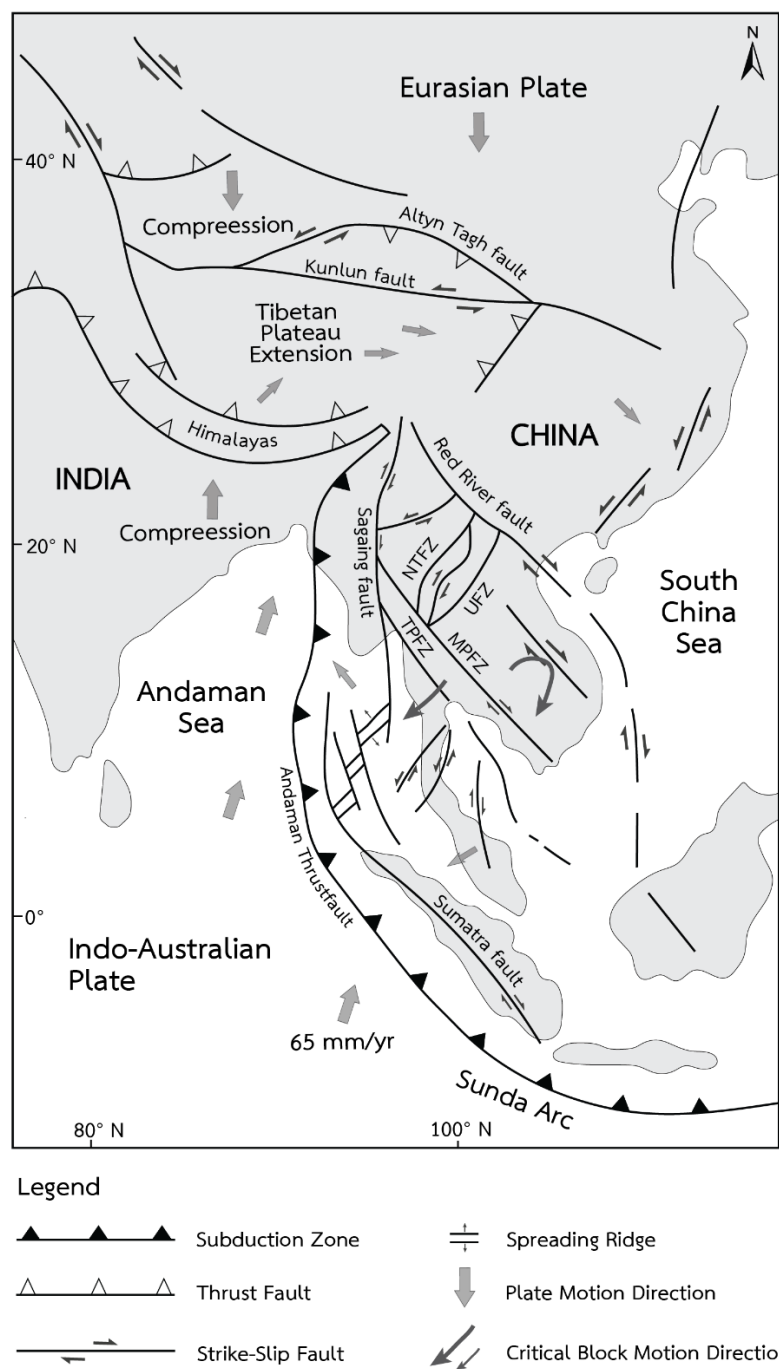 N
Eurasian Plate
40° N
Compreession
Altyn Tagh fault
Kunlun fault
Tibetan
Plateau
Extension
Himalayas
CHINA
INDIA
Red River fault
Compreession
Sagaing fault
20° N
NTFZ
UFZ
South
China
Sea
TPFZ
MPFZ
Andaman
Sea
Andaman Thrustfault
0°
Sumatra fault
Indo-Australian
Plate
65 mm/yr
Sunda Arc
80° N
100° N
Legend
Subduction Zone
Spreading Ridge
Thrust Fault
Plate Motion Direction
Strike-Slip Fault
Critical Block Motion Directio